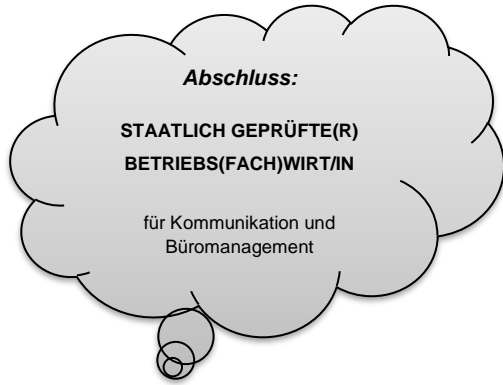 Abschluss:
STAATLICH GEPRÜFTE(R)
BETRIEBS(FACH)WIRT/IN
für Kommunikation und
Büromanagement